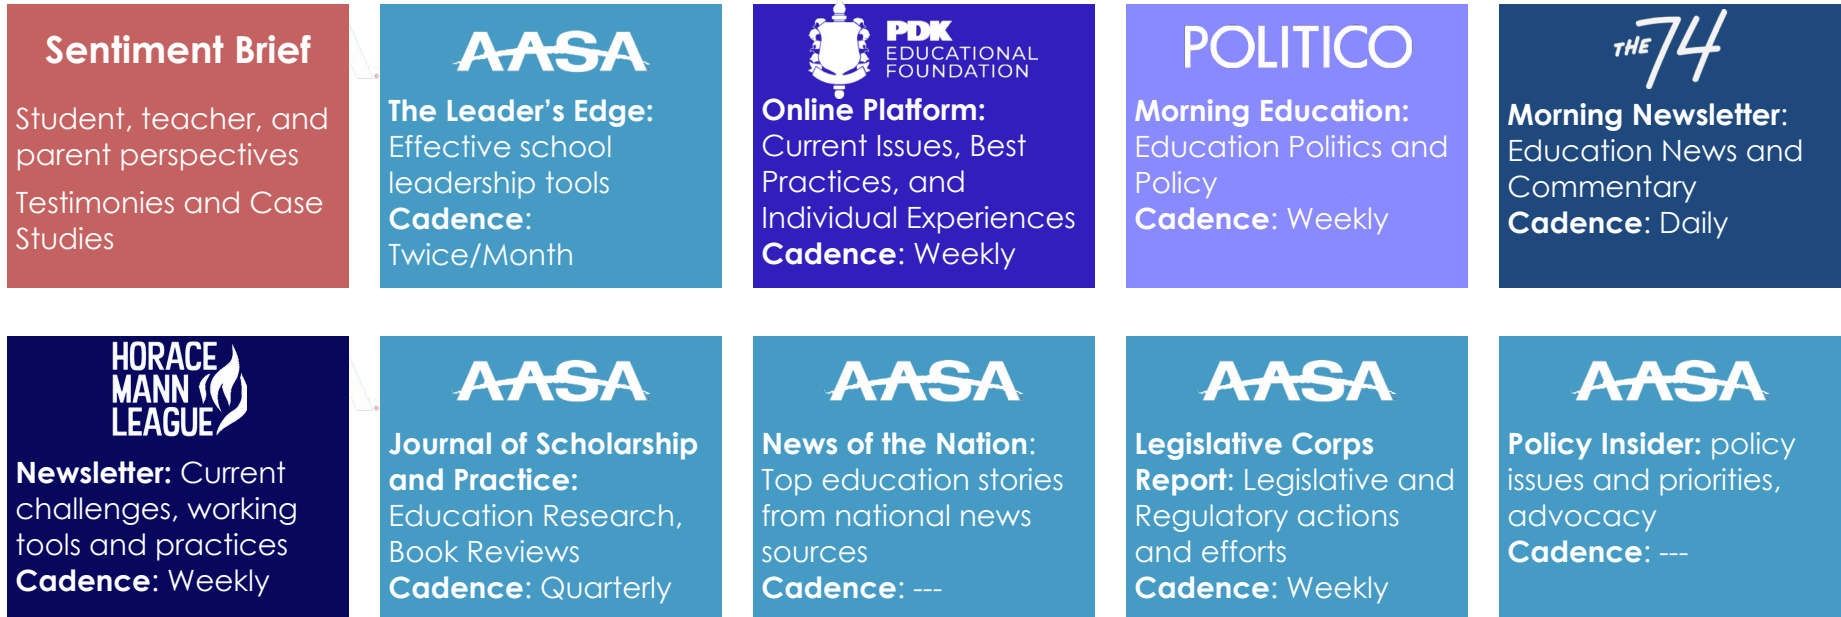 Sentiment Brief
Student, teacher, and
parent perspectives
Testimonies and Case
Studies
AASA
The Leader’s Edge:
Effective school
leadership tools
Cadence:
Twice/Month
PDK
EDUCATIONAL
FOUNDATION
Online Platform:
Current Issues, Best
Practices, and
Individual Experiences
Cadence: Weekly
POLITICO
Morning Education:
Education Politics and
Policy
Cadence: Weekly
THE 74
Morning Newsletter:
Education News and
Commentary
Cadence: Daily
HORACE
MANN
LEAGUE
Newsletter: Current
challenges, working
tools and practices
Cadence: Weekly
AASA
Journal of Scholarship
and Practice:
Education Research,
Book Reviews
Cadence: Quarterly
AASA
News of the Nation:
Top education stories
from national news
sources
Cadence: ---
AASA
Legislative Corps
Report: Legislative and
Regulatory actions
and efforts
Cadence: Weekly
AASA
Policy Insider: policy
issues and priorities,
advocacy
Cadence: ---